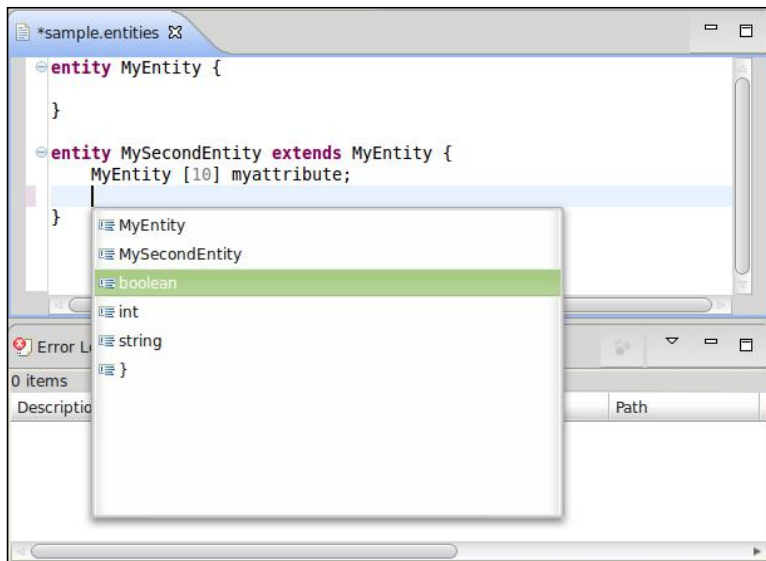 *sample.entities
entity MyEntity {
}
entity MySecondEntity extends MyEntity {
MyEntity [10] myattribute;
}
MyEntity
MySecondEntity
boolean
int
string
}
Error L
0 items
Descriptio
Path